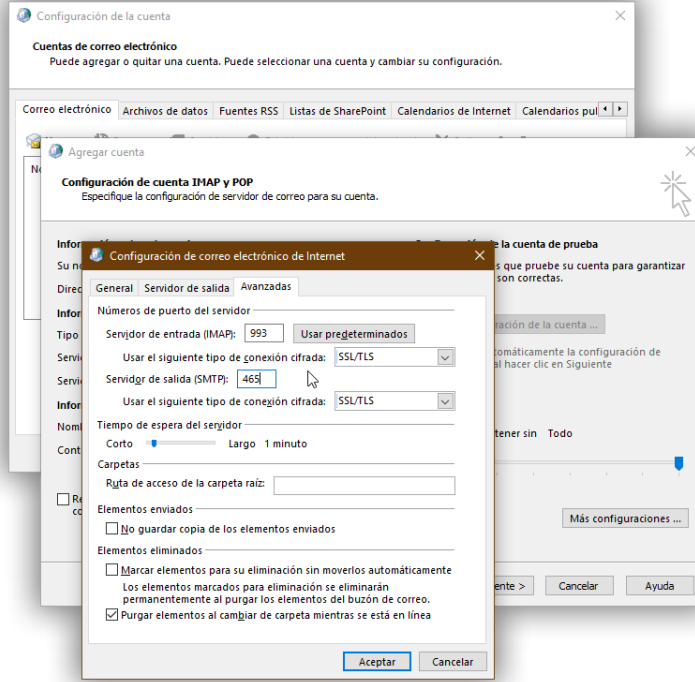 Configuración de la cuenta
Cuentas de correo electrónico
Puede agregar o quitar una cuenta. Puede seleccionar una cuenta y cambiar su configuración.
Correo electrónico Archivos de datos Fuentes RSS Listas de SharePoint Calendarios de Internet Calendarios pul
Agregar cuenta
Configuración de cuenta IMAP y POP
Especifique la configuración de servidor de correo para su cuenta.
e la cuenta de prueba
s que pruebe su cuenta para garantizar
son correctas.
ración de la cuenta ...
tomáticamente la configuración de
al hacer clic en Siguiente
tener sin Todo
Más configuraciones ...
ente > Cancelar Ayuda
Configuración de correo electrónico de Internet
General Servidor de salida Avanzadas
Números de puerto del servidor
Servidor de entrada (IMAP): 993 Usar predeterminados
Usar el siguiente tipo de conexión cifrada: SSL/TLS
Servidor de salida (SMTP): 465
Usar el siguiente tipo de conexión cifrada: SSL/TLS
Tiempo de espera del servidor
Corto Largo 1 minuto
Carpetas
Ruta de acceso de la carpeta raíz:
Elementos enviados
No guardar copia de los elementos enviados
Elementos eliminados
Marcar elementos para su eliminación sin moverlos automáticamente
Los elementos marcados para eliminación se eliminarán
permanentemente al purgar los elementos del buzón de correo.
Purgar elementos al cambiar de carpeta mientras se está en línea
Aceptar Cancelar